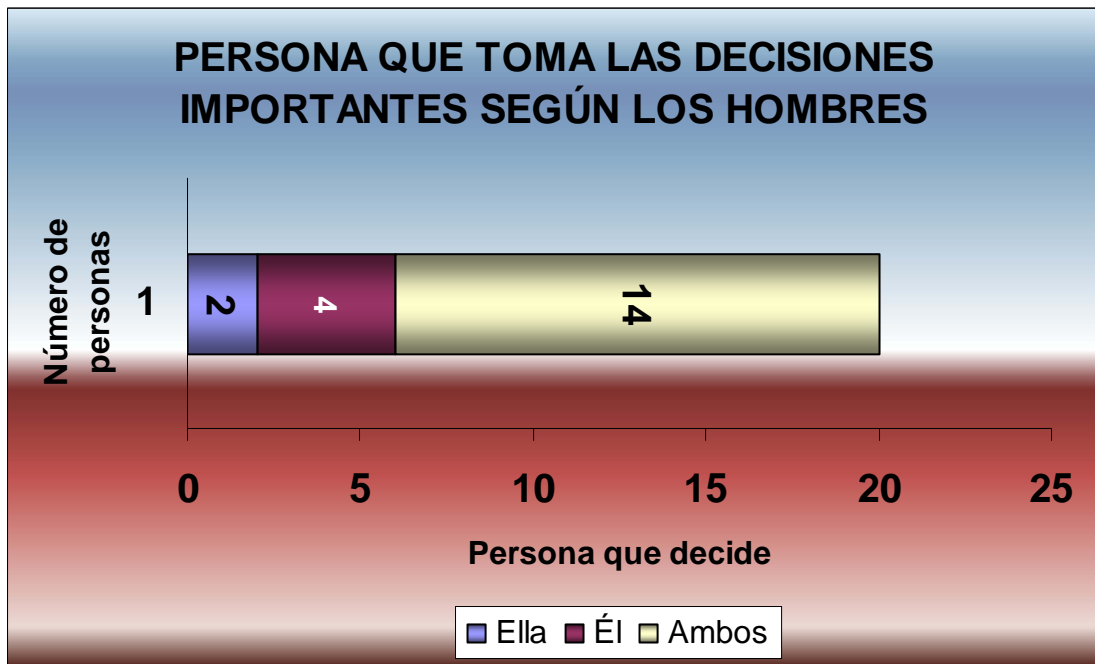 PERSONA QUE TOMA LAS DECISIONES
IMPORTANTES SEGÚN LOS HOMBRES
Número de
personas
1
2
4
14
0 5 10 15 20 25
Persona que decide
Ella Él Ambos